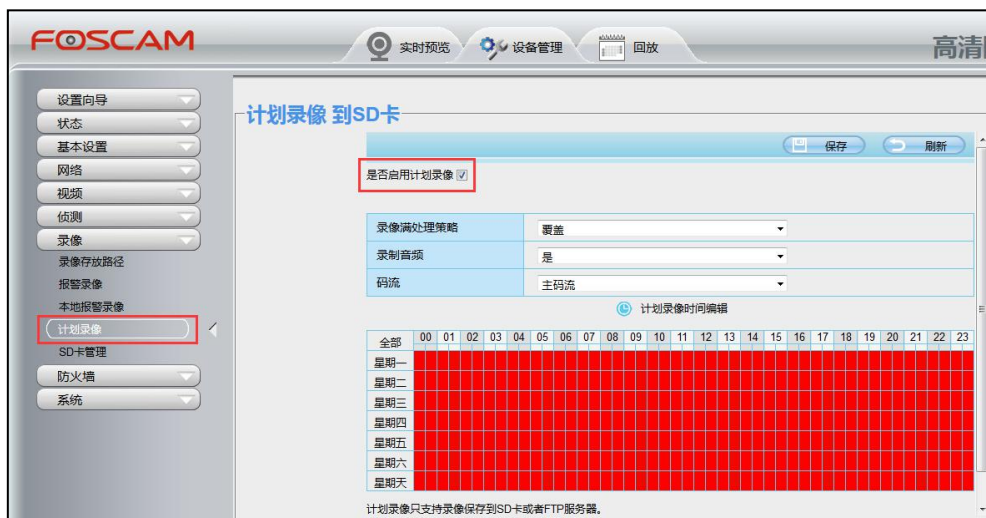 FOSCAM
实时预览 设备管理 回放
高清
设置向导
状态
基本设置
网络
视频
侦测
录像
录像存放路径
报警录像
本地报警录像
计划录像
SD卡管理
防火墙
系统
计划录像 到SD卡
保存 刷新
是否启用计划录像
录像满处理策略 覆盖
录制音频 是
码流 主码流
计划录像时间编辑
全部 00 01 02 03 04 05 06 07 08 09 10 11 12 13 14 15 16 17 18 19 20 21 22 23
星期一
星期二
星期三
星期四
星期五
星期六
星期天
计划录像只支持录像保存到SD卡或者FTP服务器。